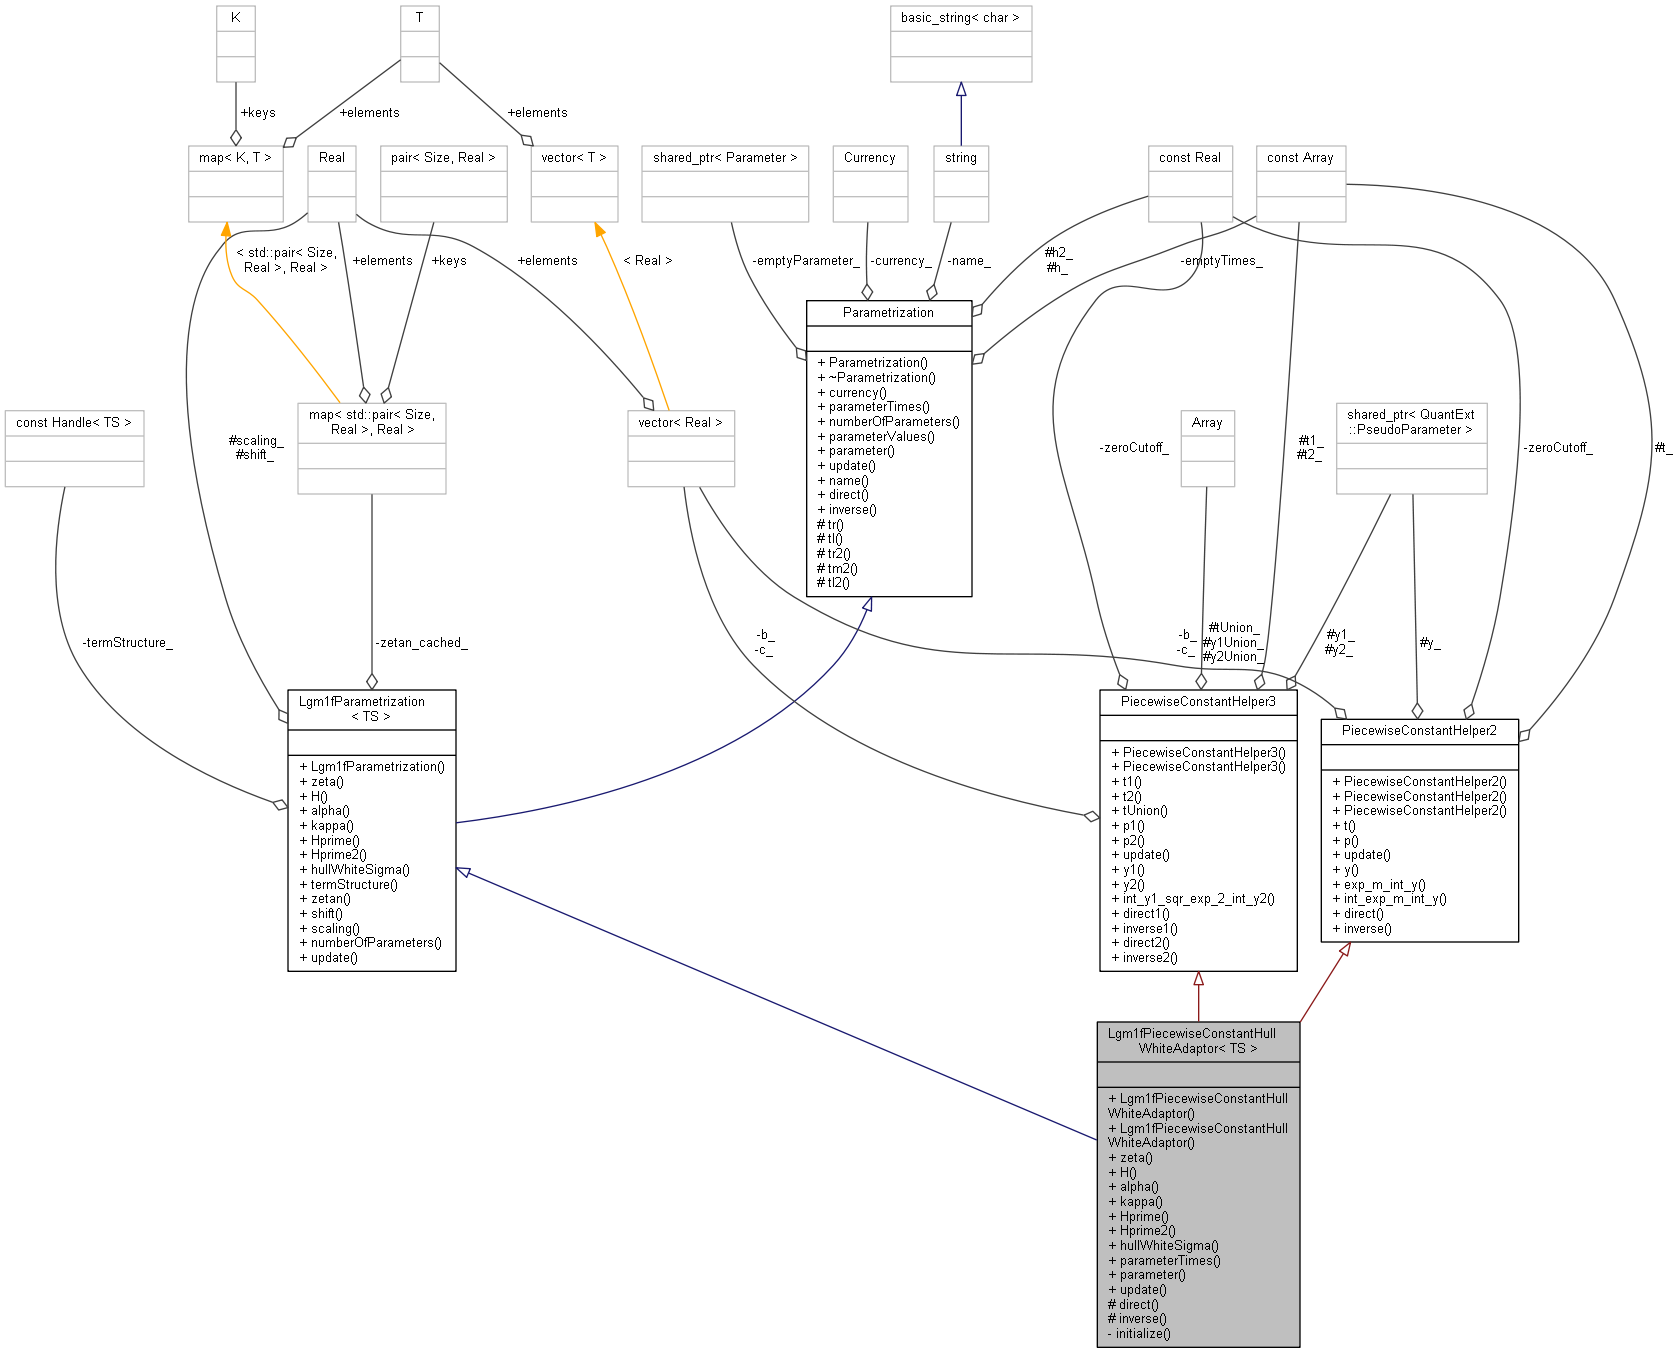 K
T
basic_string< char >
+keys
+elements
+elements
map< K, T >
Real
pair< Size, Real >
vector< T >
shared_ptr< Parameter >
Currency
string
const Real
const Array
< std::pair< Size,
Real >, Real >
+elements
+keys
+elements
< Real >
-emptyParameter_
-currency_
-name_
#h2_
#h_
-emptyTimes_
Parametrization
+ Parametrization()
+ ~Parametrization()
+ currency()
+ parameterTimes()
+ numberOfParameters()
+ parameterValues()
+ parameter()
+ update()
+ name()
+ direct()
+ inverse()
# tr()
# tl()
# tr2()
# tm2()
# tl2()
const Handle< TS >
#scaling_
#shift_
map< std::pair< Size,
Real >, Real >
vector< Real >
-zeroCutoff_
Array
#t1_
#t2_
shared_ptr< QuantExt
::PseudoParameter >
-zeroCutoff_
#t_
-termStructure_
-zetan_cached_
-b_
-c_
-b_
-c_
#tUnion_
#y1Union_
#y2Union_
#y1_
#y2_
#y_
Lgm1fParametrization
< TS >
+ Lgm1fParametrization()
+ zeta()
+ H()
+ alpha()
+ kappa()
+ Hprime()
+ Hprime2()
+ hullWhiteSigma()
+ termStructure()
+ zetan()
+ shift()
+ scaling()
+ numberOfParameters()
+ update()
PiecewiseConstantHelper3
+ PiecewiseConstantHelper3()
+ PiecewiseConstantHelper3()
+ t1()
+ t2()
+ tUnion()
+ p1()
+ p2()
+ update()
+ y1()
+ y2()
+ int_y1_sqr_exp_2_int_y2()
+ direct1()
+ inverse1()
+ direct2()
+ inverse2()
PiecewiseConstantHelper2
+ PiecewiseConstantHelper2()
+ PiecewiseConstantHelper2()
+ PiecewiseConstantHelper2()
+ t()
+ p()
+ update()
+ y()
+ exp_m_int_y()
+ int_exp_m_int_y()
+ direct()
+ inverse()
Lgm1fPiecewiseConstantHull
WhiteAdaptor< TS >
+ Lgm1fPiecewiseConstantHull
WhiteAdaptor()
+ Lgm1fPiecewiseConstantHull
WhiteAdaptor()
+ zeta()
+ H()
+ alpha()
+ kappa()
+ Hprime()
+ Hprime2()
+ hullWhiteSigma()
+ parameterTimes()
+ parameter()
+ update()
# direct()
# inverse()
- initialize()